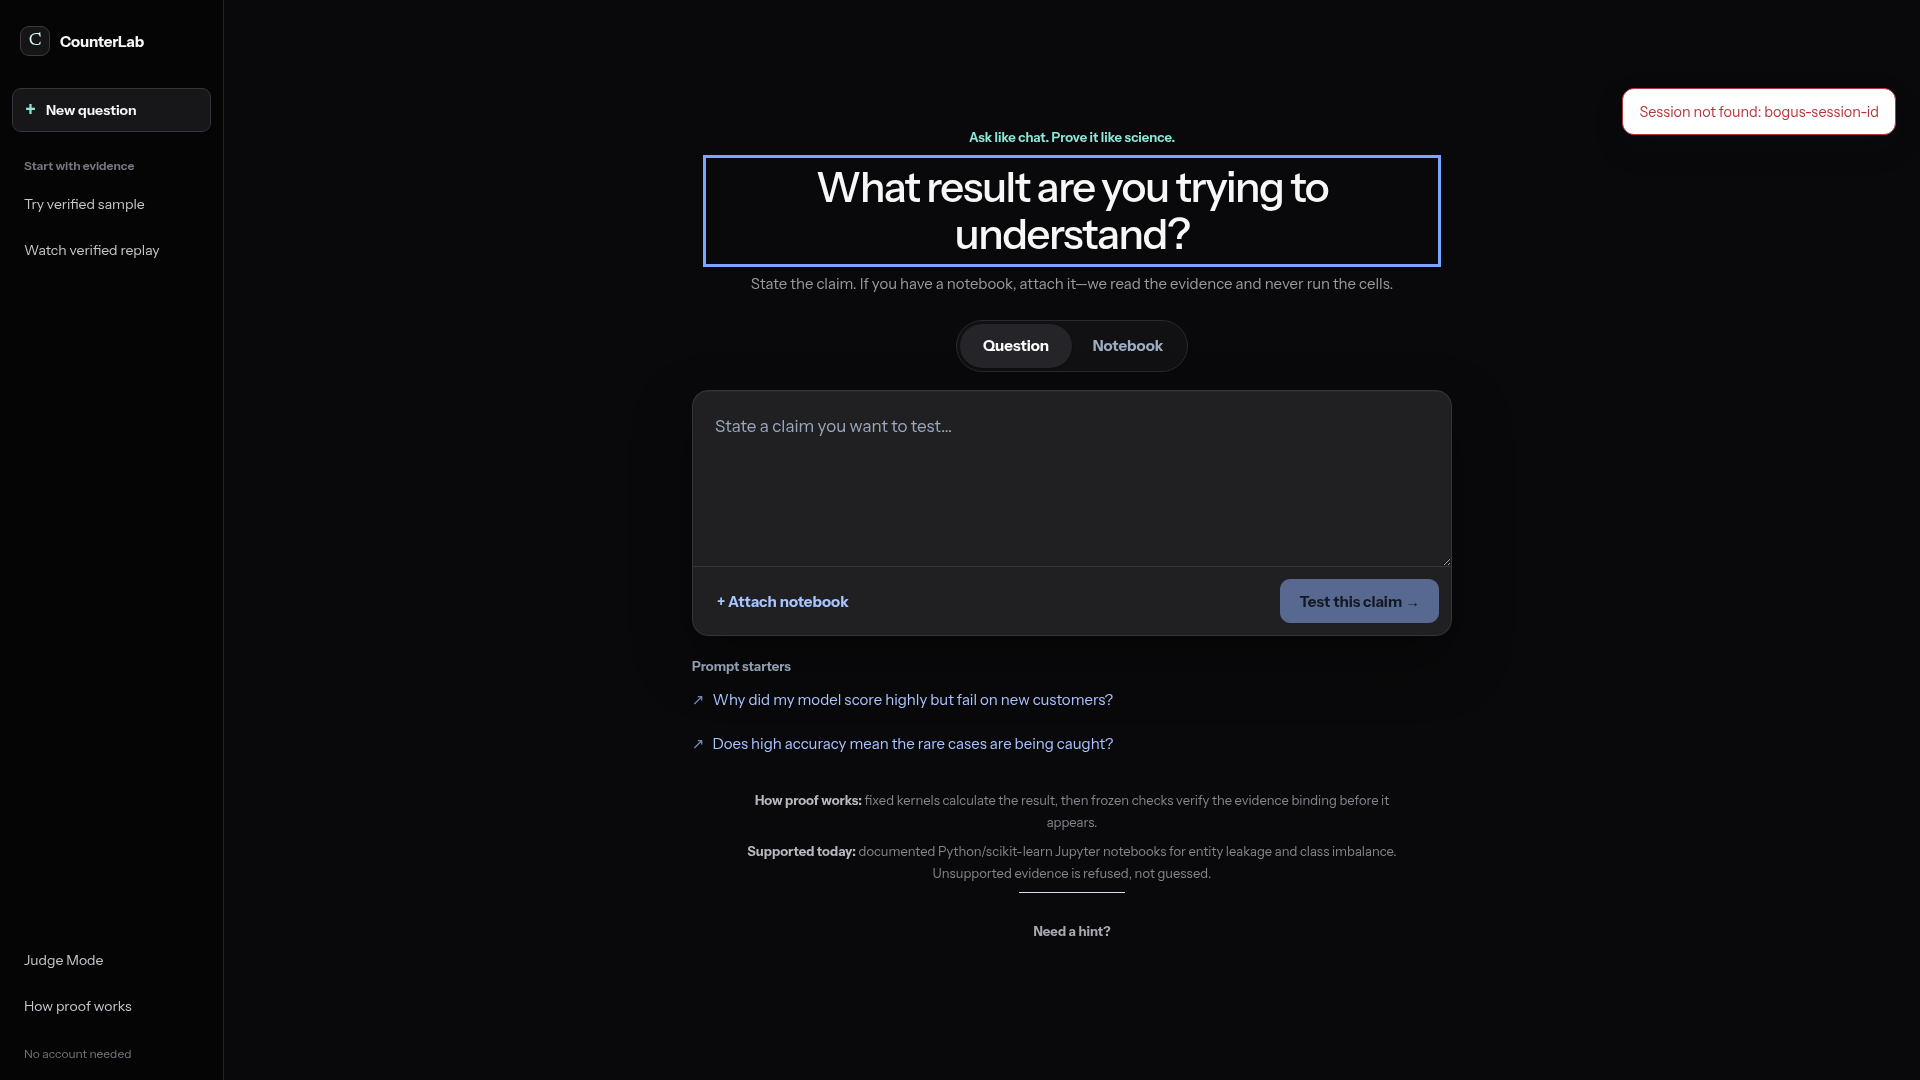 C CounterLab
+ New question
Start with evidence
Try verified sample
Watch verified replay
Judge Mode
How proof works
No account needed
Session not found: bogus-session-id
Ask like chat. Prove it like science.
What result are you trying to
understand?
State the claim. If you have a notebook, attach it—we read the evidence and never run the cells.
Question Notebook
State a claim you want to test…
+ Attach notebook
Test this claim →
Prompt starters
↗ Why did my model score highly but fail on new customers?
↗ Does high accuracy mean the rare cases are being caught?
How proof works: fixed kernels calculate the result, then frozen checks verify the evidence binding before it
appears.
Supported today: documented Python/scikit-learn Jupyter notebooks for entity leakage and class imbalance.
Unsupported evidence is refused, not guessed.
Need a hint?